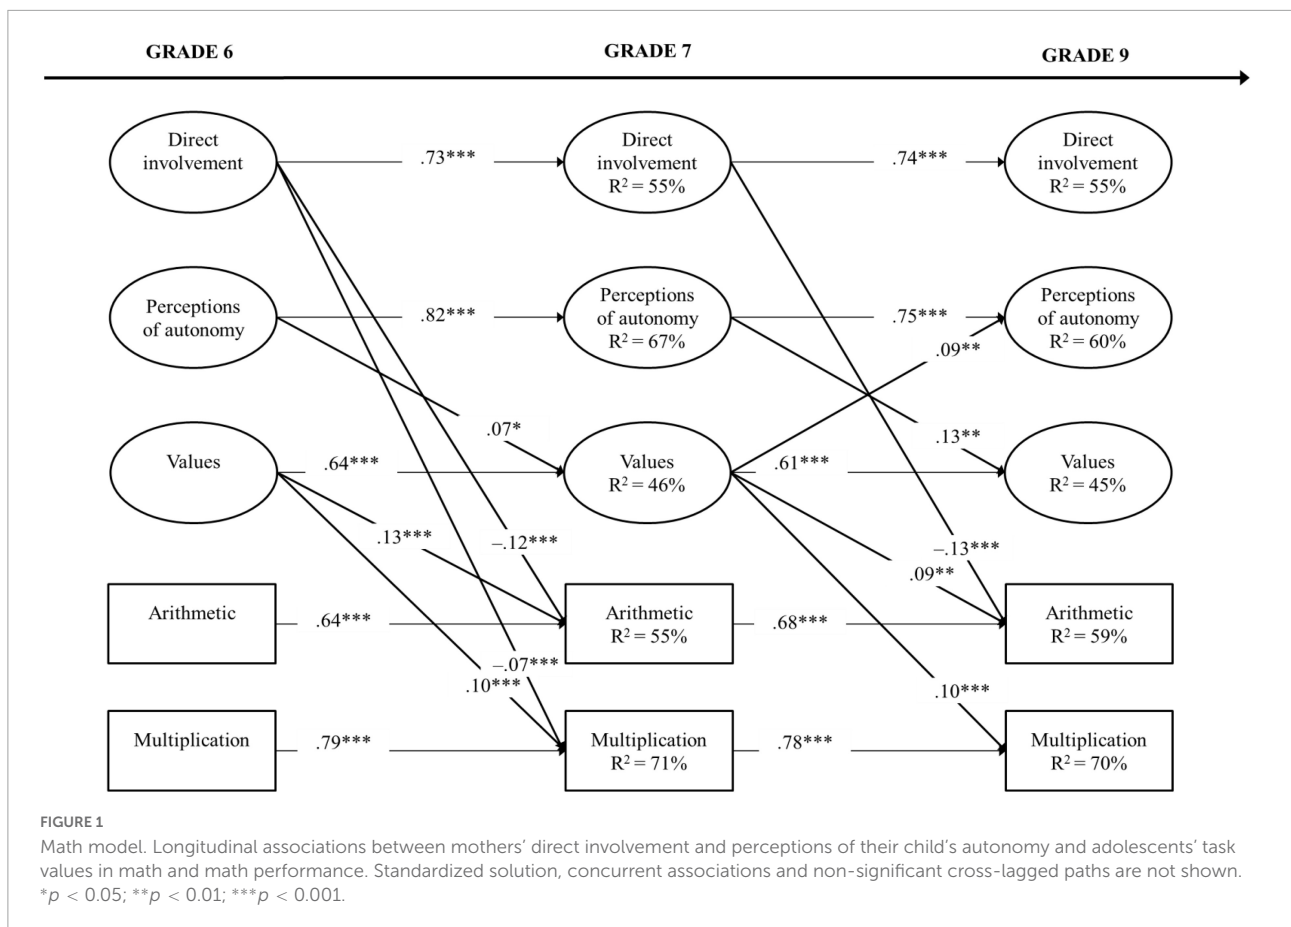 GRADE 6
GRADE 7
GRADE 9
Direct
involvement
.73***
Direct
involvement
R² = 55%
.74***
Direct
involvement
R² = 55%
Perceptions
of autonomy
.82***
Perceptions
of autonomy
R² = 67%
.75***
Perceptions
of autonomy
R² = 60%
.09**
.07*
.13**
Values
.64***
Values
R² = 46%
.61***
Values
R² = 45%
.13***
–.12***
–.13***
.09**
Arithmetic
.64***
Arithmetic
R² = 55%
.68***
Arithmetic
R² = 59%
–.07***
.10***
.10***
Multiplication
.79***
Multiplication
R² = 71%
.78***
Multiplication
R² = 70%
FIGURE 1
Math model. Longitudinal associations between mothers’ direct involvement and perceptions of their child’s autonomy and adolescents’ task
values in math and math performance. Standardized solution, concurrent associations and non-significant cross-lagged paths are not shown.
*p < 0.05; **p < 0.01; ***p < 0.001.